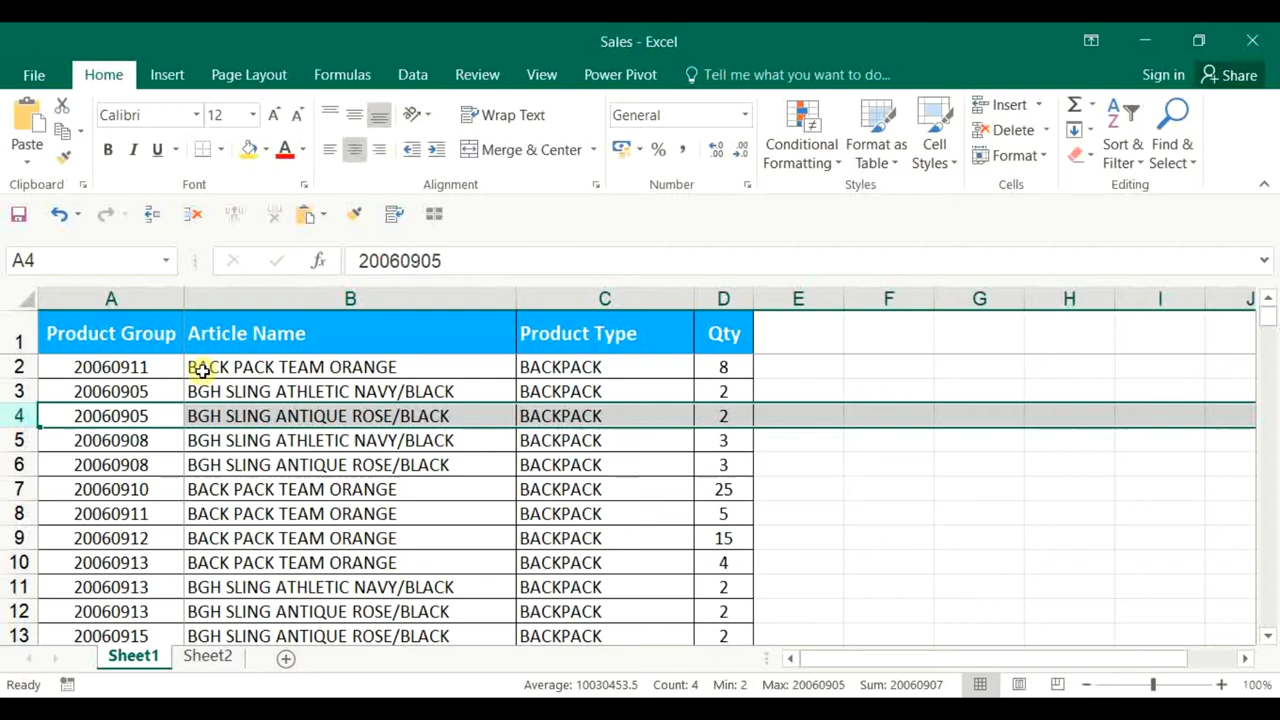 Sales - Excel
File Home Insert Page Layout Formulas Data Review View Power Pivot Tell me what you want to do... Sign in Share
Calibri 12 Wrap Text General Insert
Paste B I U Merge & Center % , Conditional Formatting Format as Table Cell Styles Delete Format Sort & Filter Find & Select
Clipboard Font Alignment Number Styles Cells Editing
A4 fx 20060905
A B C D E F G H I J
1 Product Group Article Name Product Type Qty
2 20060911 BACK PACK TEAM ORANGE BACKPACK 8
3 20060905 BGH SLING ATHLETIC NAVY/BLACK BACKPACK 2
4 20060905 BGH SLING ANTIQUE ROSE/BLACK BACKPACK 2
5 20060908 BGH SLING ATHLETIC NAVY/BLACK BACKPACK 3
6 20060908 BGH SLING ANTIQUE ROSE/BLACK BACKPACK 3
7 20060910 BACK PACK TEAM ORANGE BACKPACK 25
8 20060911 BACK PACK TEAM ORANGE BACKPACK 5
9 20060912 BACK PACK TEAM ORANGE BACKPACK 15
10 20060913 BACK PACK TEAM ORANGE BACKPACK 4
11 20060913 BGH SLING ATHLETIC NAVY/BLACK BACKPACK 2
12 20060913 BGH SLING ANTIQUE ROSE/BLACK BACKPACK 2
13 20060915 BGH SLING ANTIQUE ROSE/BLACK BACKPACK 2
Sheet1 Sheet2
Ready Average: 10030453.5 Count: 4 Min: 2 Max: 20060905 Sum: 20060907 100%